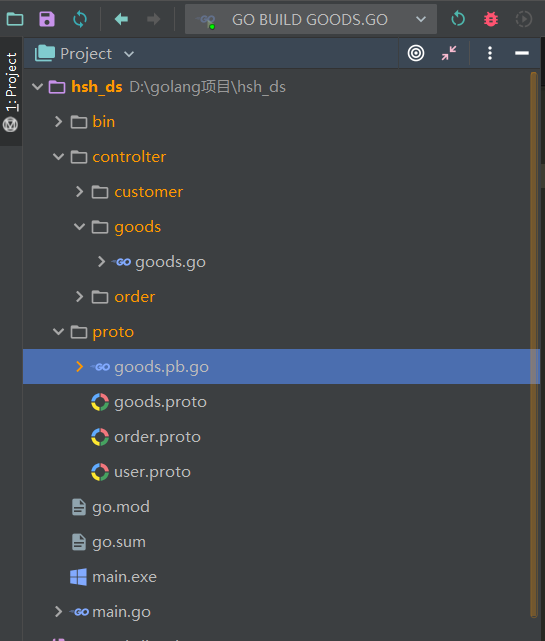 GO BUILD GOODS.GO
1: Project
Project
hsh_ds D:\golang项目\hsh_ds
bin
controlter
customer
goods
goods.go
order
proto
goods.pb.go
goods.proto
order.proto
user.proto
go.mod
go.sum
main.exe
main.go